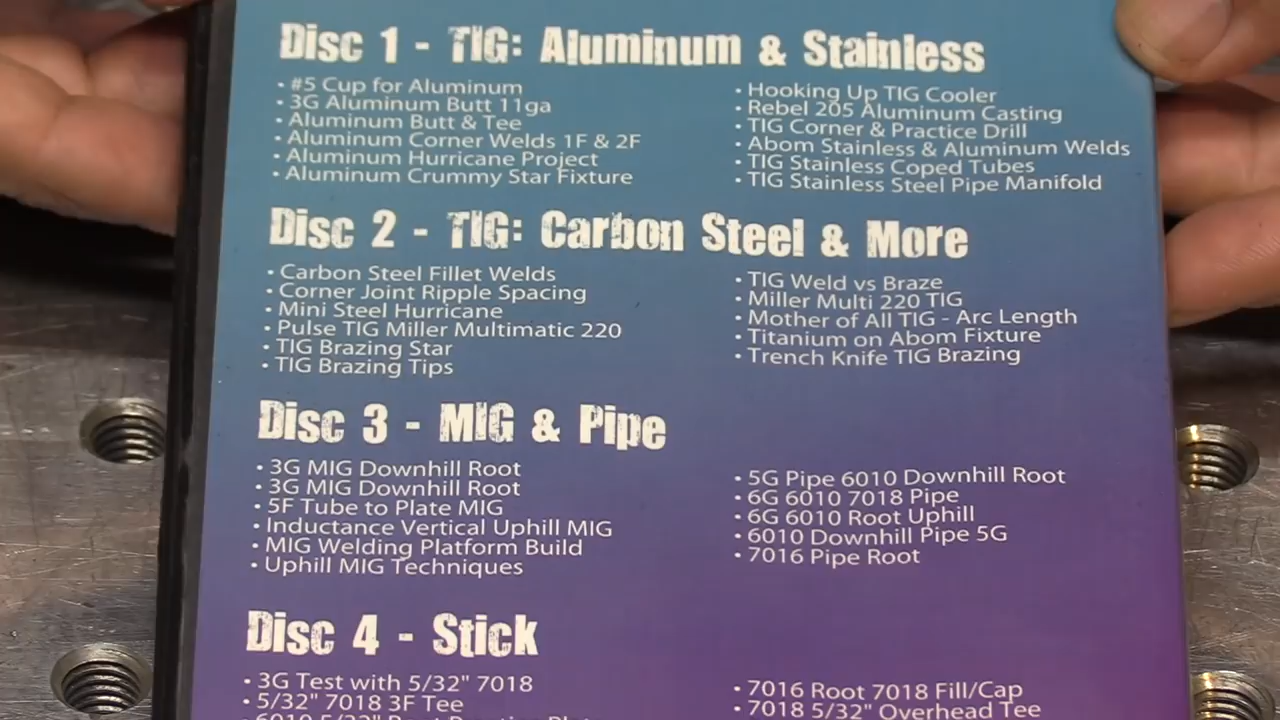 Disc 1 - TIG: Aluminum & Stainless
• #5 Cup for Aluminum
• 3G Aluminum Butt 11ga
• Aluminum Butt & Tee
• Aluminum Corner Welds 1F & 2F
• Aluminum Hurricane Project
• Aluminum Crummy Star Fixture
• Hooking Up TIG Cooler
• Rebel 205 Aluminum Casting
• TIG Corner & Practice Drill
• Abom Stainless & Aluminum Welds
• TIG Stainless Coped Tubes
• TIG Stainless Steel Pipe Manifold
Disc 2 - TIG: Carbon Steel & More
• Carbon Steel Fillet Welds
• Corner Joint Ripple Spacing
• Mini Steel Hurricane
• Pulse TIG Miller Multimatic 220
• TIG Brazing Star
• TIG Brazing Tips
• TIG Weld vs Braze
• Miller Multi 220 TIG
• Mother of All TIG - Arc Length
• Titanium on Abom Fixture
• Trench Knife TIG Brazing
Disc 3 - MIG & Pipe
• 3G MIG Downhill Root
• 3G MIG Downhill Root
• 5F Tube to Plate MIG
• Inductance Vertical Uphill MIG
• MIG Welding Platform Build
• Uphill MIG Techniques
• 5G Pipe 6010 Downhill Root
• 6G 6010 7018 Pipe
• 6G 6010 Root Uphill
• 6010 Downhill Pipe 5G
• 7016 Pipe Root
Disc 4 - Stick
• 3G Test with 5/32" 7018
• 5/32" 7018 3F Tee
• 7016 Root 7018 Fill/Cap
• 7018 5/32" Overhead Tee